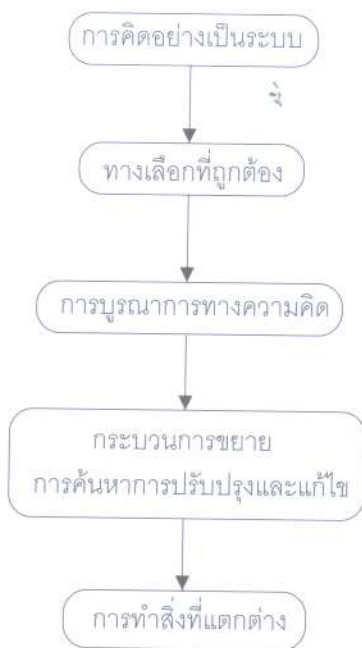 การคิดอย่างเป็นระบบ
ทางเลือกที่ถูกต้อง
การบูรณาการทางความคิด
กระบวนการขยาย
การค้นหาการปรับปรุงและแก้ไข
การทำสิ่งที่แตกต่าง